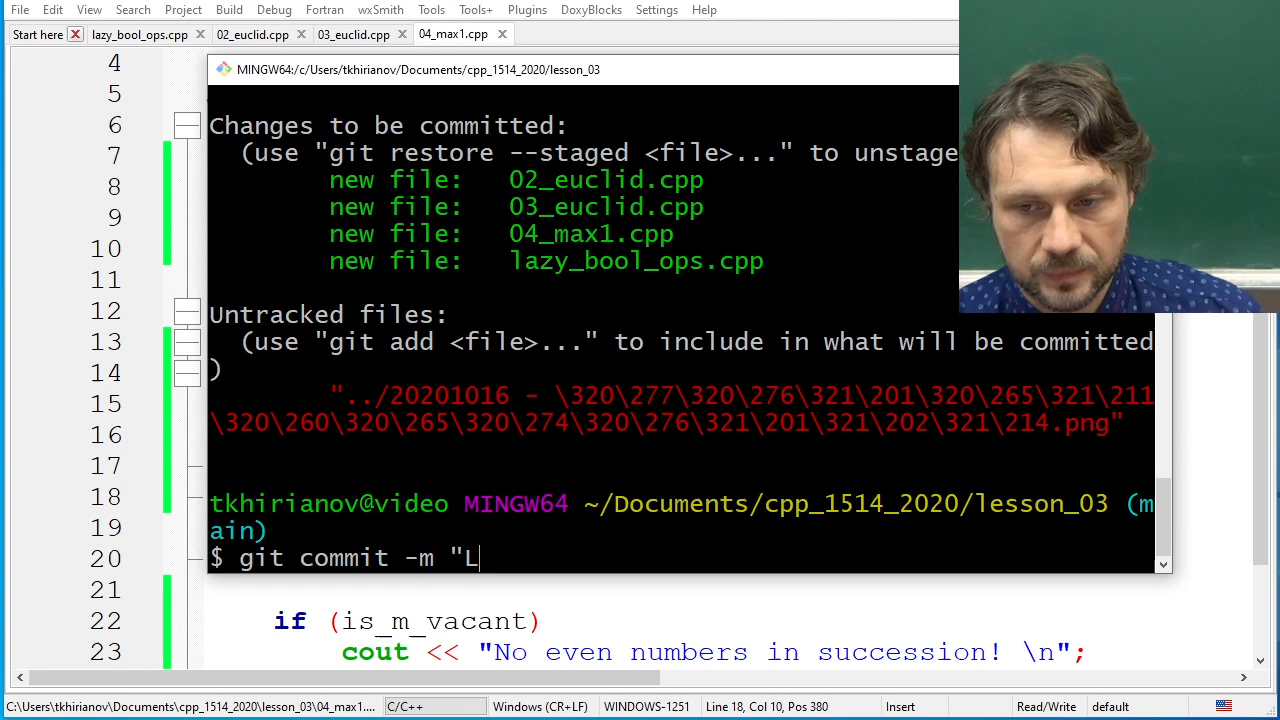 File Edit View Search Project Build Debug Fortran wxSmith Tools Tools+ Plugins DoxyBlocks Settings Help
Start here lazy_bool_ops.cpp 02_euclid.cpp 03_euclid.cpp 04_max1.cpp
MINGW64:/c/Users/tkhirianov/Documents/cpp_1514_2020/lesson_03
4
5
6
7
8
9
10
11
12
13
14
15
16
17
18
19
20
21
22
23
Changes to be committed:
(use "git restore --staged <file>..." to unstage
new file: 02_euclid.cpp
new file: 03_euclid.cpp
new file: 04_max1.cpp
new file: lazy_bool_ops.cpp
Untracked files:
(use "git add <file>..." to include in what will be committed
)
"../20201016 - \320\277\320\276\321\201\320\265\321\211
\320\260\320\265\320\274\320\276\321\201\321\202\321\214.png"
tkhirianov@video MINGW64 ~/Documents/cpp_1514_2020/lesson_03 (m
ain)
$ git commit -m "L
if (is_m_vacant)
cout << "No even numbers in succession! \n";
C:\Users\tkhirianov\Documents\cpp_1514_2020\lesson_03\04_max1.... C/C++ Windows (CR+LF) WINDOWS-1251 Line 18, Col 10, Pos 380 Insert Read/Write default